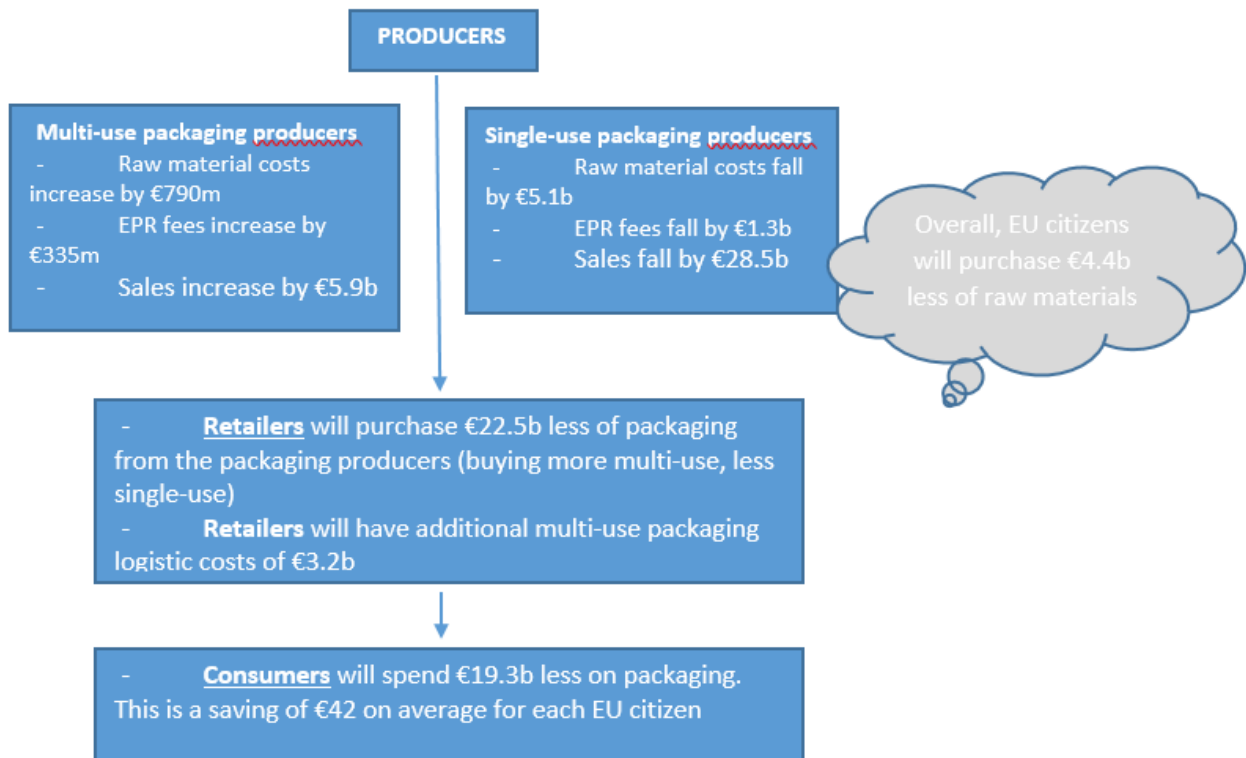 PRODUCERS
Multi-use packaging producers
- Raw material costs
increase by €790m
- EPR fees increase by
€335m
- Sales increase by €5.9b
Single-use packaging producers
- Raw material costs fall
by €5.1b
- EPR fees fall by €1.3b
- Sales fall by €28.5b
Overall, EU citizens
will purchase €4.4b
less of raw materials
- Retailers will purchase €22.5b less of packaging
from the packaging producers (buying more multi-use, less
single-use)
- Retailers will have additional multi-use packaging
logistic costs of €3.2b
- Consumers will spend €19.3b less on packaging.
This is a saving of €42 on average for each EU citizen